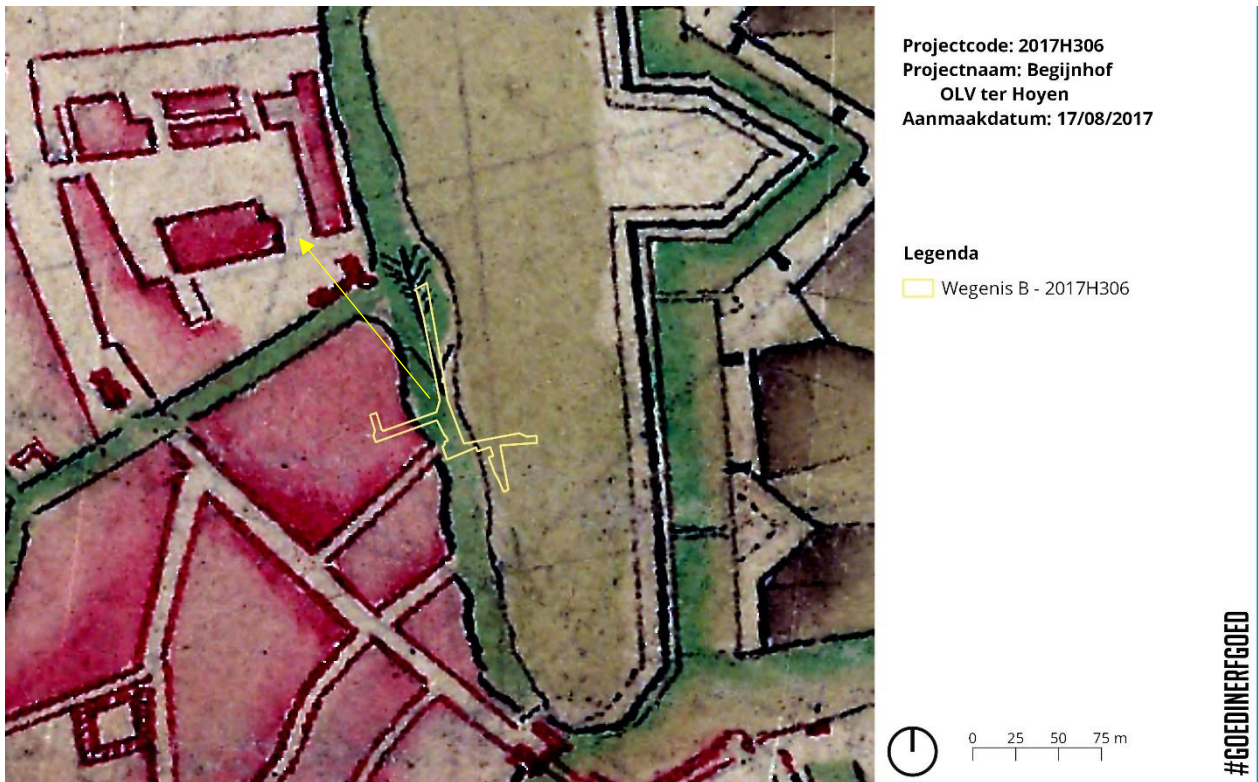 Projectcode: 2017H306
Projectnaam: Begijnhof
OLV ter Hoyen
Aanmaakdatum: 17/08/2017
Legenda
Wegenis B - 2017H306
0 25 50 75 m
#GOEDINERFGOED